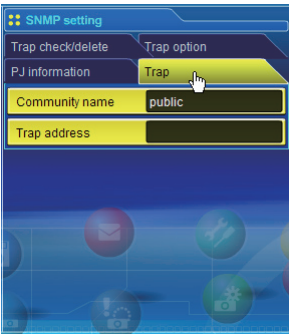 SNMP setting
Trap check/delete Trap option
PJ information Trap
Community name public
Trap address